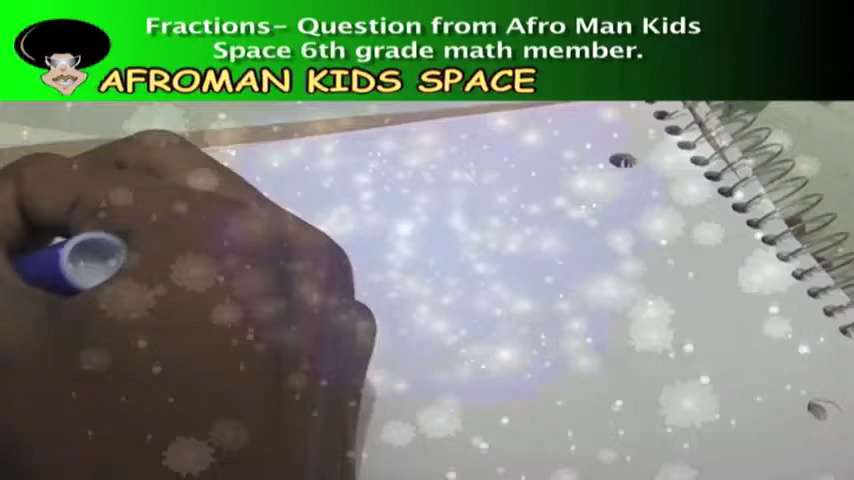 Fractions- Question from Afro Man Kids
Space 6th grade math member.
AFROMAN KIDS SPACE